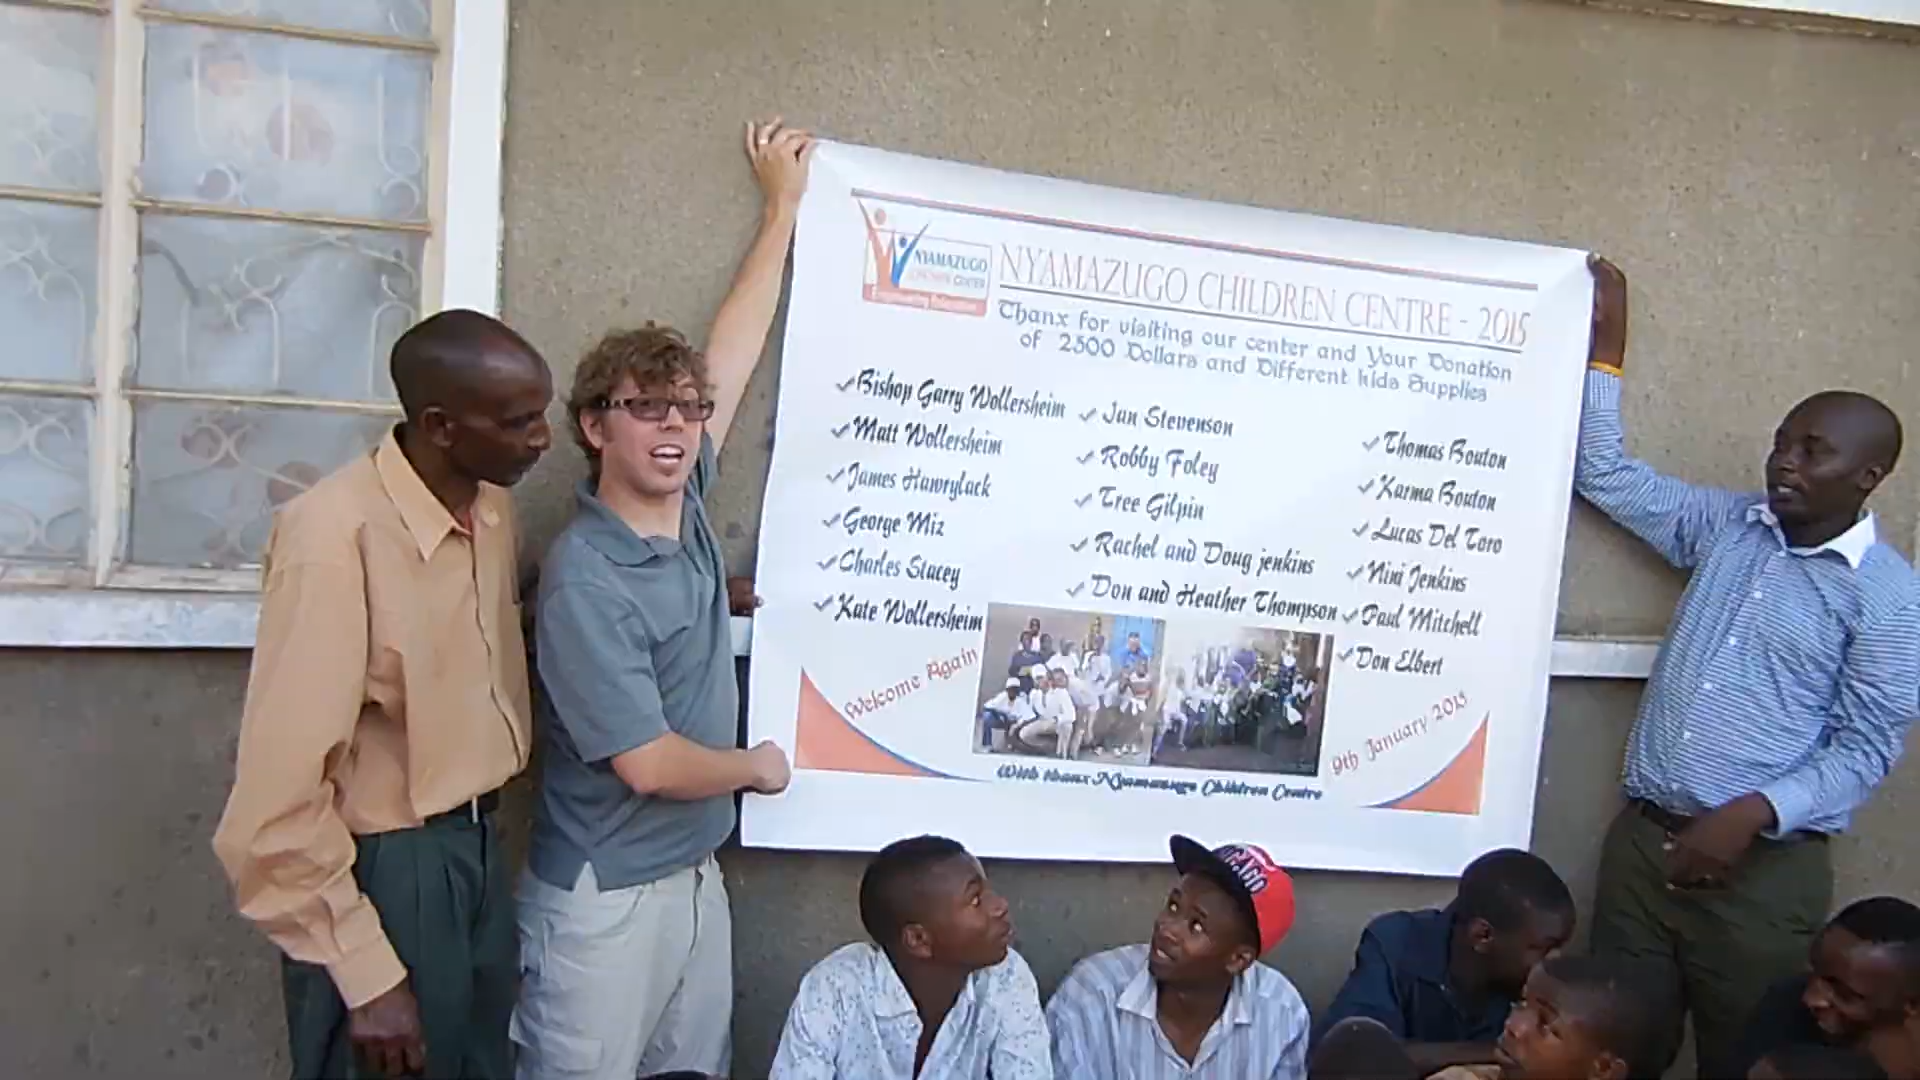 NYAMAZUGO
CHILDREN CENTER
NYAMAZUGO CHILDREN CENTRE - 2015
Thanx for visiting our center and Your Donation
of 2500 Dollars and Different kids Supplies
Bishop Garry Wollersheim
Matt Wollersheim
James Hawrylack
George Miz
Charles Stacey
Kate Wollersheim
Jan Stevenson
Robby Foley
Tree Gilpin
Rachel and Doug jenkins
Don and Heather Thompson
Thomas Bouton
Karma Bouton
Lucas Del Toro
Nini Jenkins
Paul Mitchell
Don Elbert
Welcome Again
9th January 2015
With thanx Nyamazugo Children Centre